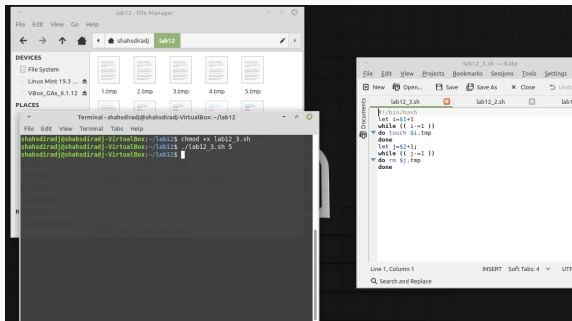 lab12 - File Manager
File Edit View Go Help
shahsdiradj lab12
DEVICES
File System
Linux Mint 19.3 ...
VBox_GAs_6.1.12
PLACES
1.tmp 2.tmp 3.tmp 4.tmp 5.tmp
Terminal - shahsdiradj@shahsdiradj-VirtualBox: ~/lab12
File Edit View Terminal Tabs Help
shahsdiradj@shahsdiradj-VirtualBox:~/lab12$ chmod +x lab12_3.sh
shahsdiradj@shahsdiradj-VirtualBox:~/lab12$ ./lab12_3.sh 5
shahsdiradj@shahsdiradj-VirtualBox:~/lab12$
lab12_3.sh — Kate
File Edit View Projects Bookmarks Sessions Tools Settings
New Open... Save Save As Close Undo
lab12_3.sh lab12_2.sh lab1
Documents
#!/bin/bash
let i=$1+1
while (( i-=1 ))
do touch $i.tmp
done
let j=$2+1;
while (( j-=1 ))
do rm $j.tmp
done
Line 1, Column 1 INSERT Soft Tabs: 4 UTF
Search and Replace